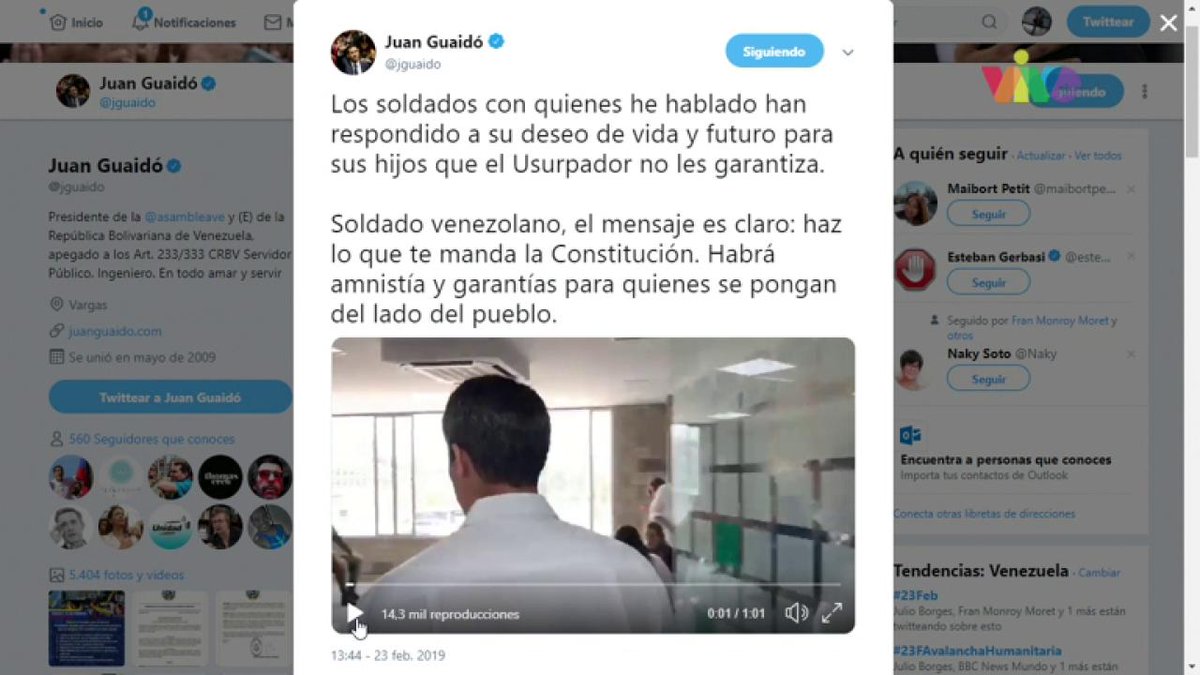 Inicio
1
Notificaciones
Twittear
Juan Guaidó
@jguaido
Juan Guaidó
@jguaido
Presidente de la @asambleave y (E) de la
República Bolivariana de Venezuela,
apegado a los Art. 233/333 CRBV Servidor
Público. Ingeniero. En todo amar y servir
Vargas
juanguaido.com
Se unió en mayo de 2009
Twittear a Juan Guaidó
560 Seguidores que conoces
Unidad
5.404 fotos y videos
Juan Guaidó
@jguaido
Siguiendo
Los soldados con quienes he hablado han
respondido a su deseo de vida y futuro para
sus hijos que el Usurpador no les garantiza.
Soldado venezolano, el mensaje es claro: haz
lo que te manda la Constitución. Habrá
amnistía y garantías para quienes se pongan
del lado del pueblo.
14,3 mil reproducciones
0:01 / 1:01
13:44 - 23 feb. 2019
A quién seguir · Actualizar · Ver todos
Maibort Petit @maibortpe...
Seguir
Esteban Gerbasi @este...
Seguir
Seguido por Fran Monroy Moret y
otros
Naky Soto @Naky
Seguir
Encuentra a personas que conoces
Importa tus contactos de Outlook
Conecta otras libretas de direcciones
Tendencias: Venezuela · Cambiar
#23Feb
Julio Borges, Fran Monroy Moret y 1 más están
twitteando sobre esto
#23FAvalanchaHumanitaria
Julio Borges, BBC News Mundo y 1 más están